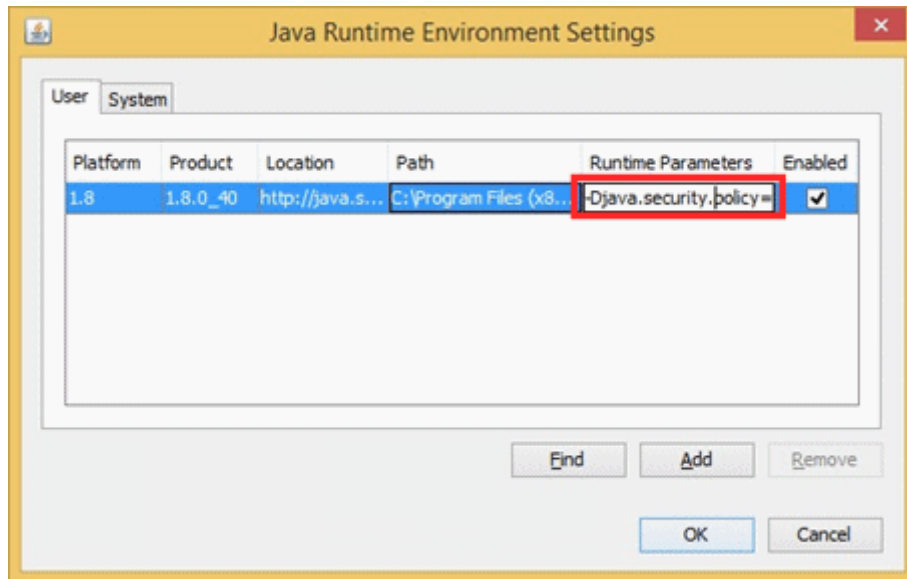 Java Runtime Environment Settings
User System
Platform Product Location Path Runtime Parameters Enabled
1.8 1.8.0_40 http://java.s... C:\Program Files (x8... -Djava.security.policy=
Find Add Remove
OK Cancel